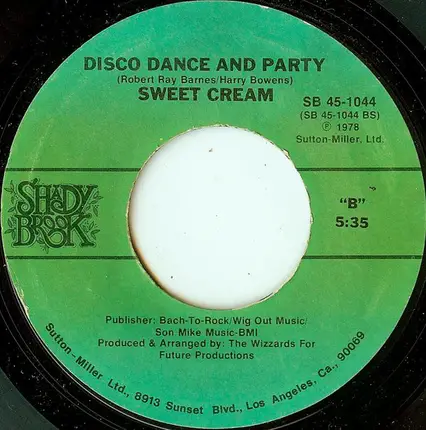 DISCO DANCE AND PARTY
(Robert Ray Barnes/Harry Bowens)
SWEET CREAM
SB 45-1044
(SB 45-1044 BS)
℗ 1978
Sutton-Miller, Ltd.
SHADY
BROOK
"B"
5:35
Publisher: Bach-To-Rock/Wig Out Music/
Son Mike Music-BMI
Produced & Arranged by: The Wizzards For
Future Productions
Sutton-Miller Ltd., 8913 Sunset Blvd., Los Angeles, Ca., 90069